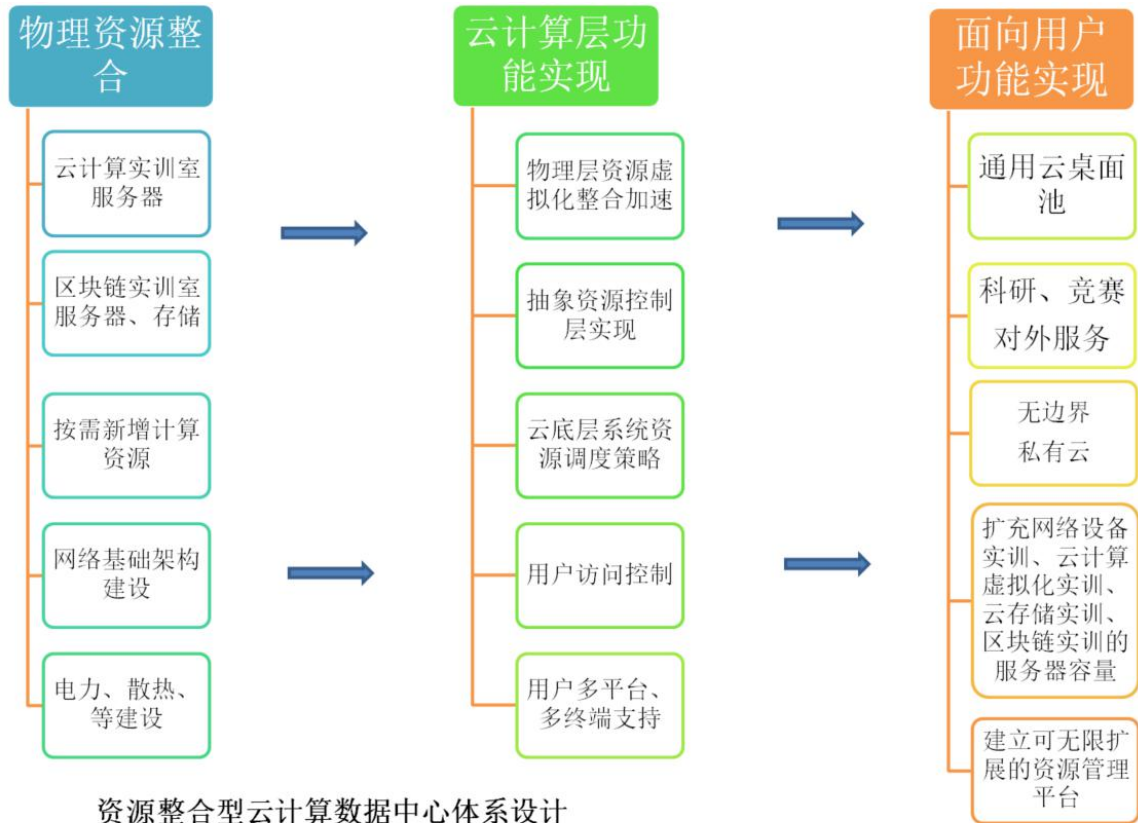 物理资源整
合
云计算实训室
服务器
区块链实训室
服务器、存储
按需新增计算
资源
网络基础架构
建设
电力、散热、
等建设
云计算层功
能实现
物理层资源虚
拟化整合加速
抽象资源控制
层实现
云底层系统资
源调度策略
用户访问控制
用户多平台、
多终端支持
面向用户
功能实现
通用云桌面
池
科研、竞赛
对外服务
无边界
私有云
扩充网络设备
实训、云计算
虚拟化实训、
云存储实训、
区块链实训的
服务器容量
建立可无限扩
展的资源管理
平台
资源整合型云计算数据中心体系设计